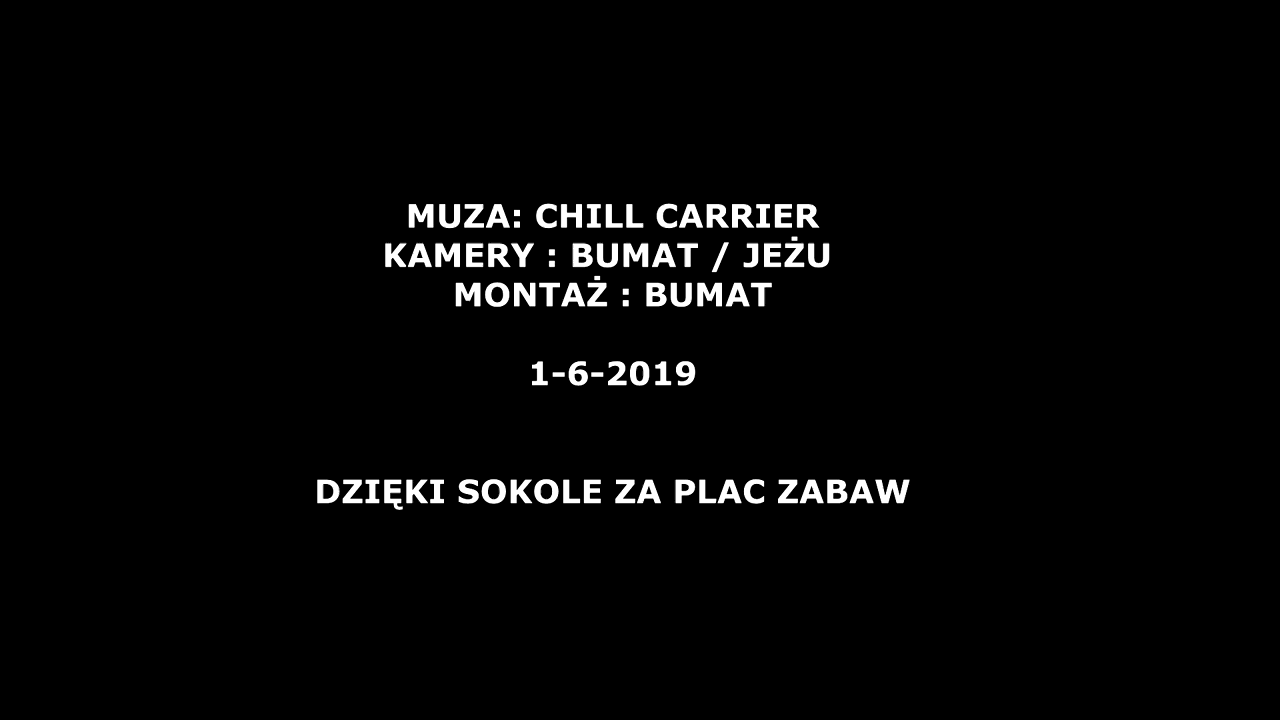 MUZA: CHILL CARRIER
KAMERY : BUMAT / JEŻU
MONTAŻ : BUMAT
1-6-2019
DZIĘKI SOKOLE ZA PLAC ZABAW